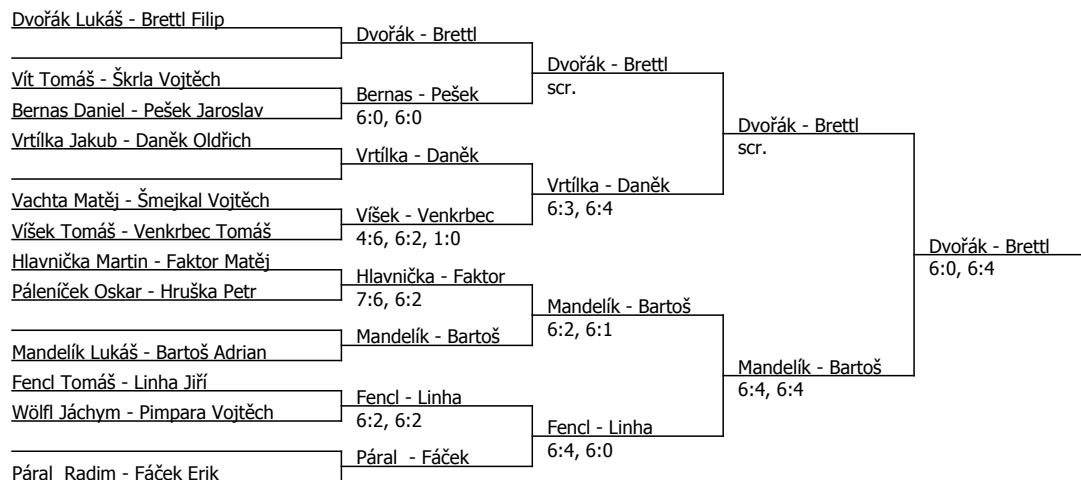 Dvořák Lukáš - Brettl Filip
Dvořák - Brettl
Dvořák - Brettl
scr.
Vít Tomáš - Škrla Vojtěch
Bernas - Pešek
6:0, 6:0
Bernas Daniel - Pešek Jaroslav
Dvořák - Brettl
scr.
Vrtílka Jakub - Daněk Oldřich
Vrtílka - Daněk
Vrtílka - Daněk
6:3, 6:4
Vachta Matěj - Šmejkal Vojtěch
Víšek - Venkrbec
4:6, 6:2, 1:0
Víšek Tomáš - Venkrbec Tomáš
Dvořák - Brettl
6:0, 6:4
Hlavnička Martin - Faktor Matěj
Hlavnička - Faktor
7:6, 6:2
Páleníček Oskar - Hruška Petr
Mandelík - Bartoš
6:2, 6:1
Mandelík - Bartoš
Mandelík Lukáš - Bartoš Adrian
Mandelík - Bartoš
6:4, 6:4
Fencl Tomáš - Linha Jiří
Fencl - Linha
6:2, 6:2
Wölfl Jáchym - Pimpara Vojtěch
Fencl - Linha
6:4, 6:0
Páral - Fáček
Páral Radim - Fáček Erik